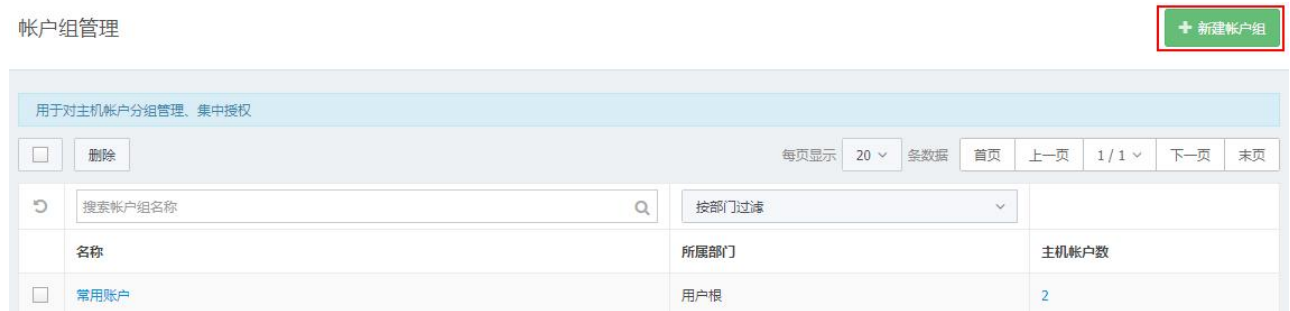 帐户组管理
新建帐户组
用于对主机帐户分组管理、集中授权
删除 每页显示 20 条数据 首页 上一页 1 / 1 下一页 末页
搜索帐户组名称 按部门过滤
名称 所属部门 主机帐户数
常用账户 用户根 2